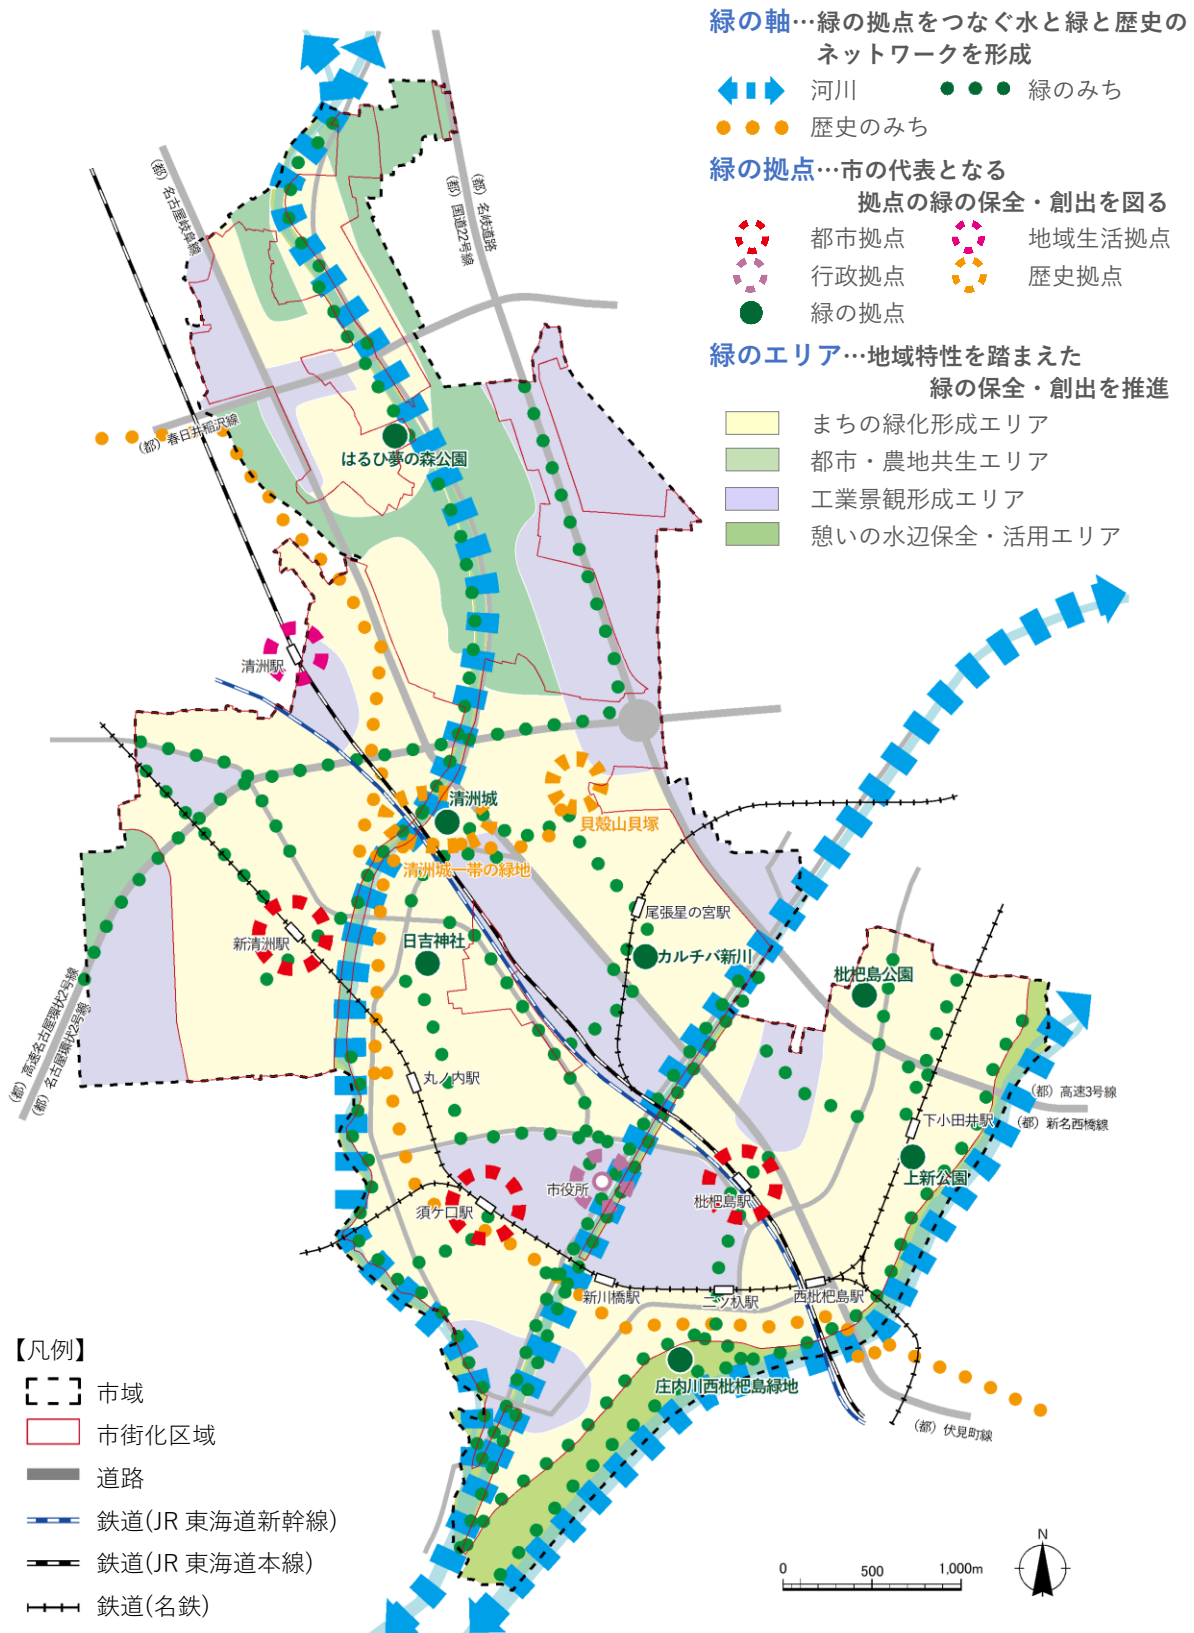 緑の軸…緑の拠点をつなぐ水と緑と歴史の
ネットワークを形成
河川
緑のみち
歴史のみち
緑の拠点…市の代表となる
拠点の緑の保全・創出を図る
都市拠点
地域生活拠点
行政拠点
歴史拠点
緑の拠点
緑のエリア…地域特性を踏まえた
緑の保全・創出を推進
まちの緑化形成エリア
都市・農地共生エリア
工業景観形成エリア
憩いの水辺保全・活用エリア
(都)名古屋岐阜線
(都)名岐道路
(都)国道22号線
(都)春日井稲沢線
はるひ夢の森公園
清洲駅
清洲城
貝殻山貝塚
清洲城一帯の緑地
尾張星の宮駅
新清洲駅
日吉神社
カルチバ新川
枇杷島公園
(都)高速名古屋環状2号線
(都)名古屋環状2号線
丸ノ内駅
(都)高速3号線
(都)新名西橋線
下小田井駅
上新公園
市役所
枇杷島駅
須ケ口駅
新川橋駅
二ツ杁駅
西枇杷島駅
庄内川西枇杷島緑地
(都)伏見町線
【凡例】
市域
市街化区域
道路
鉄道(JR 東海道新幹線)
鉄道(JR 東海道本線)
鉄道(名鉄)
0 500 1,000m
N